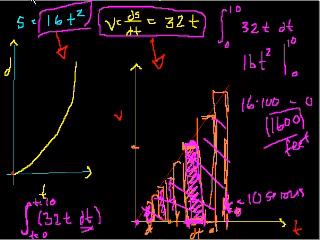 s = 16t²
v = ds/dt = 32t
∫₀¹⁰ 32t dt
16t² |₀¹⁰
16·100 - 0
1600
feet
d
t
v
t = 10 seconds
dt
t
∫ t=0 t=10 (32t dt)